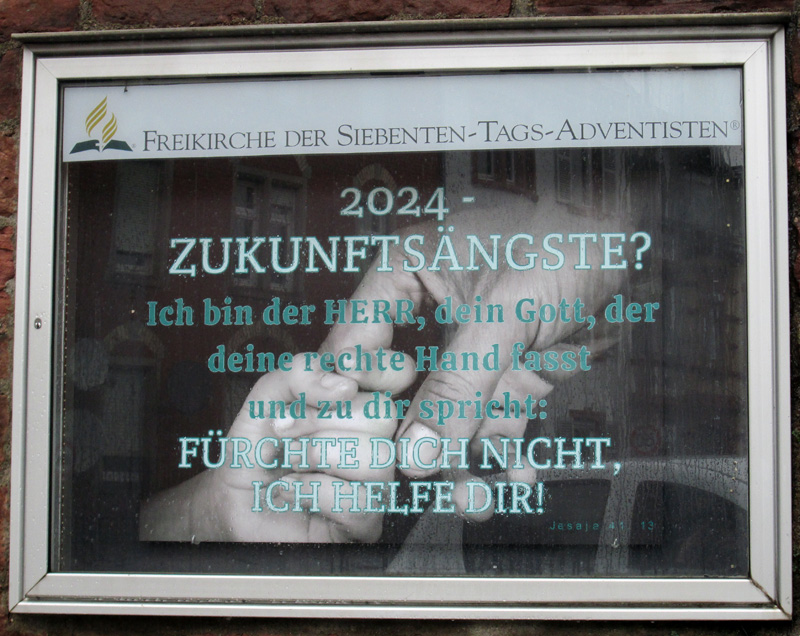 FREIKIRCHE DER SIEBENTEN-TAGS-ADVENTISTEN®
2024 -
ZUKUNFTSÄNGSTE?
Ich bin der HERR, dein Gott, der
deine rechte Hand fasst
und zu dir spricht:
FÜRCHTE DICH NICHT,
ICH HELFE DIR!
Jesaja 41 13